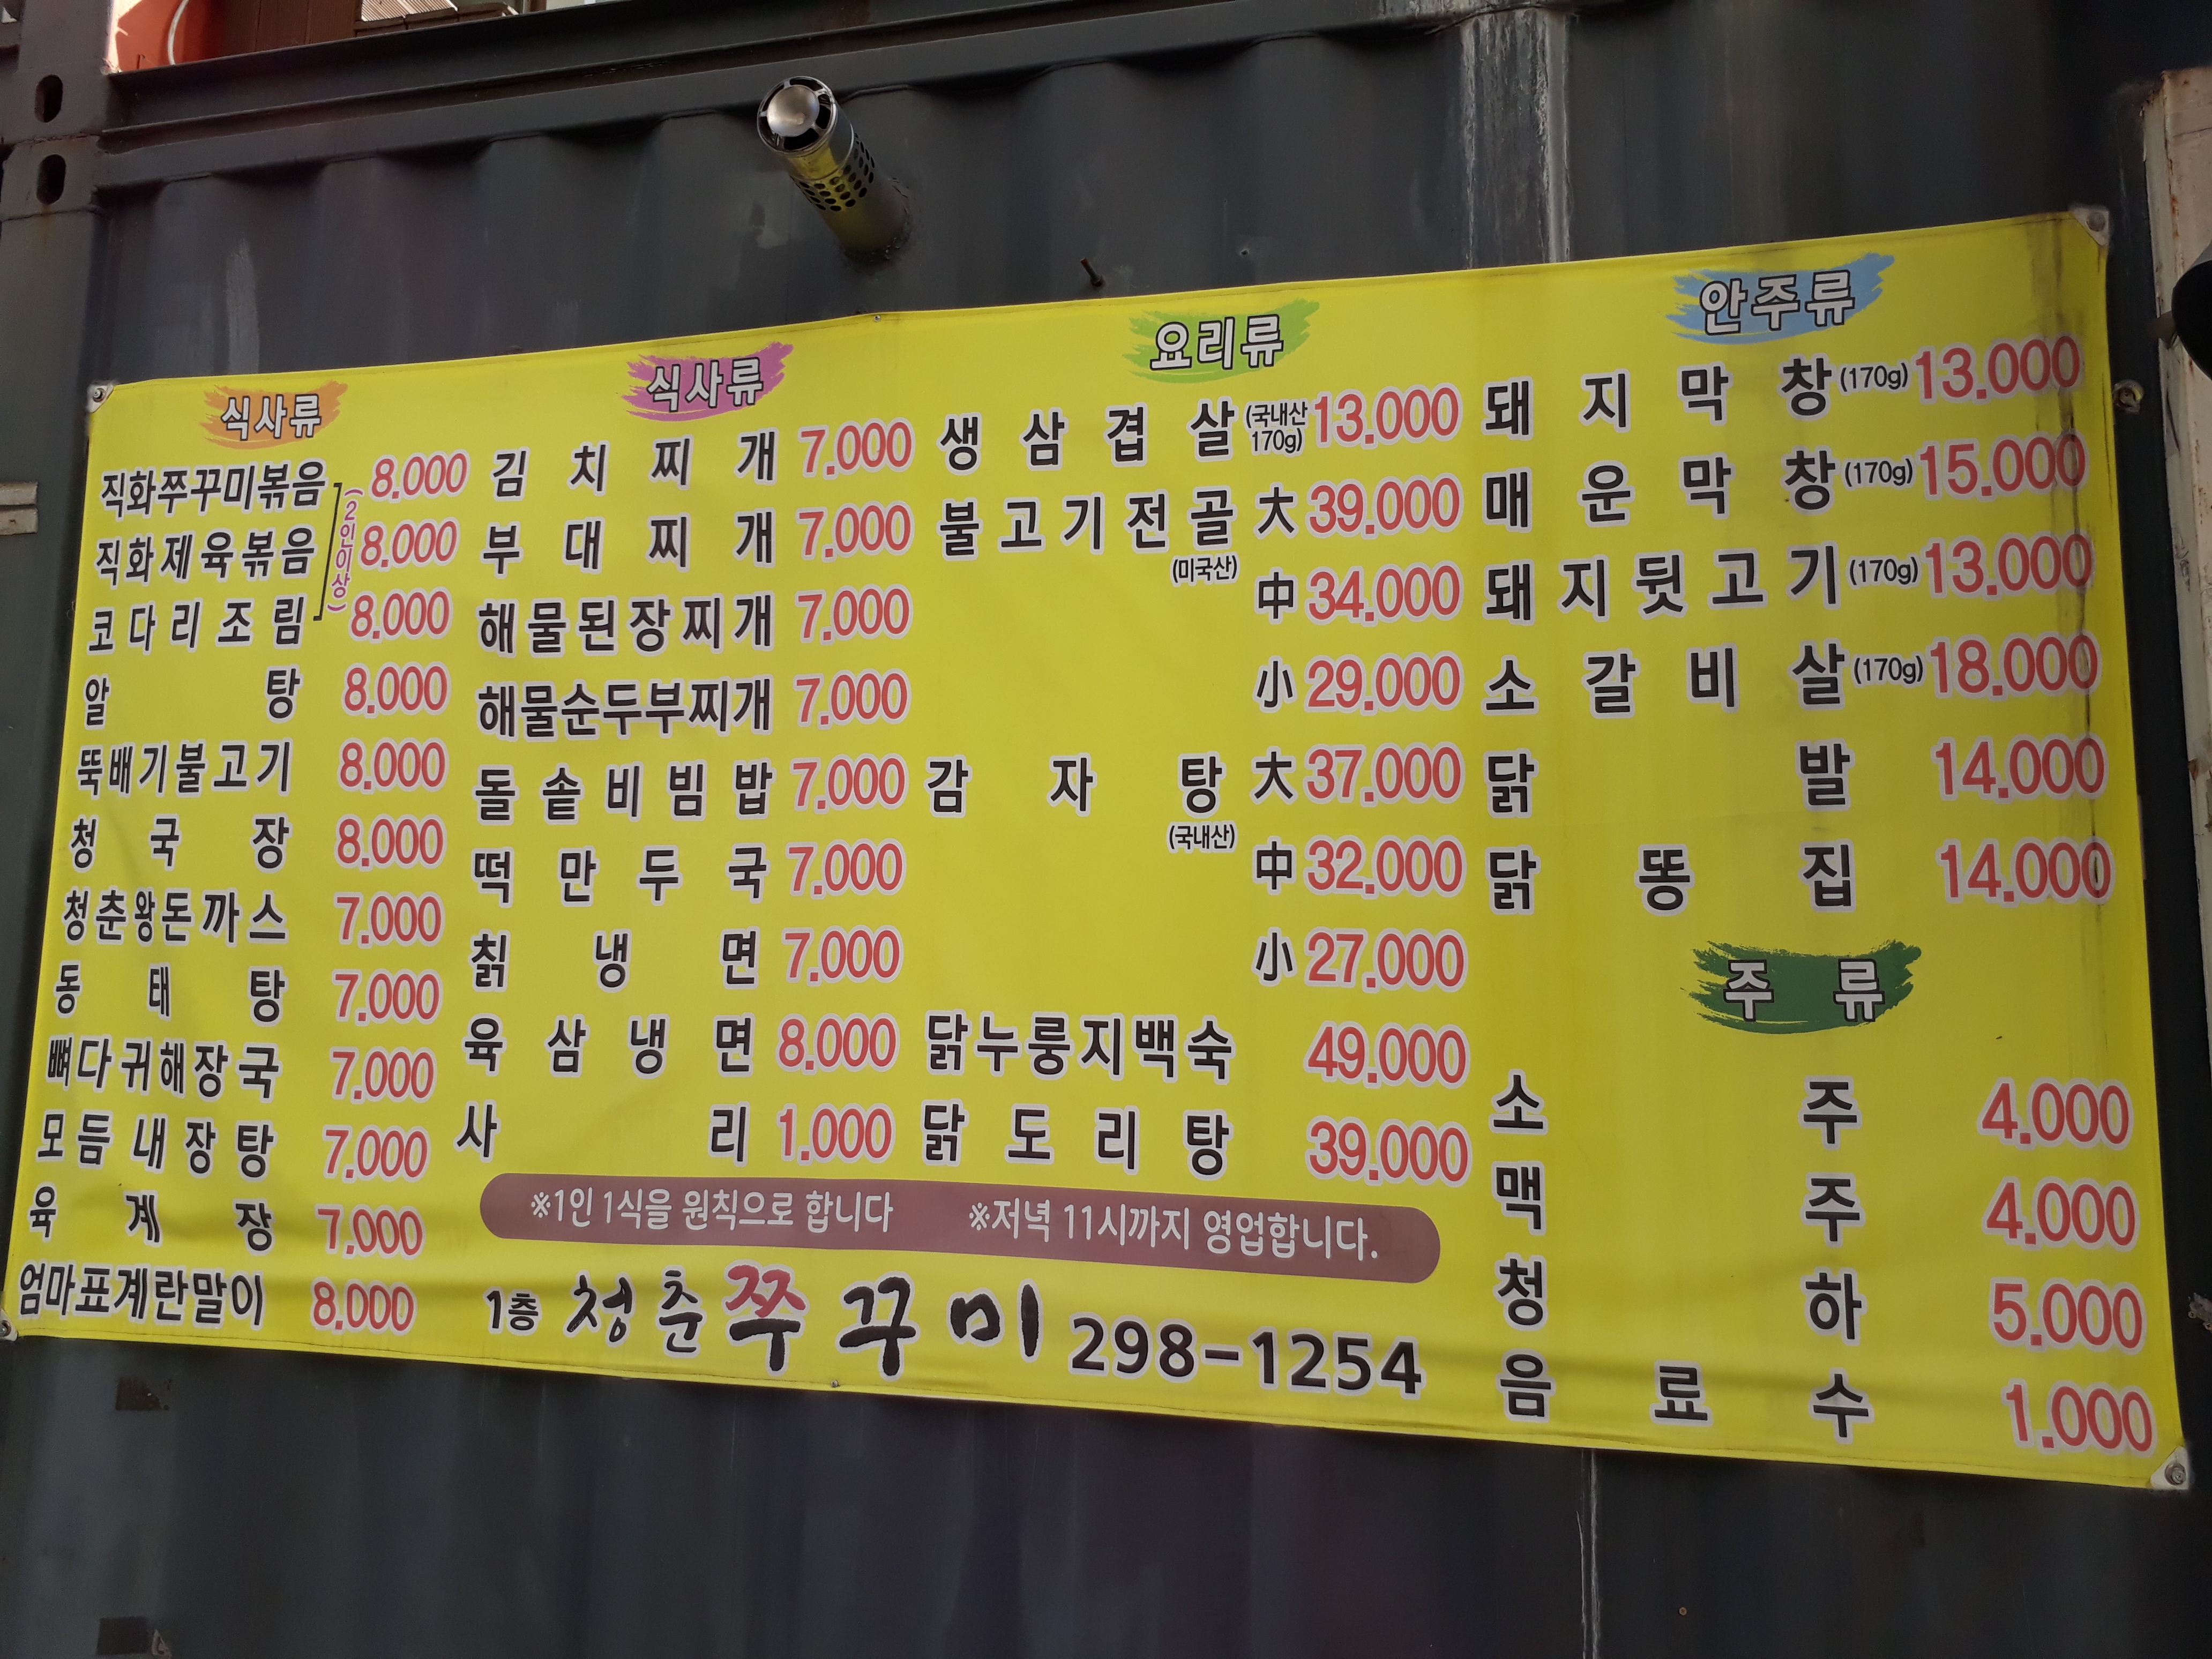 식사류
직화쭈꾸미볶음 8.000
직화제육볶음 8.000
코다리조림 8.000
(2인이상)
알탕 8.000
뚝배기불고기 8.000
청국장 8.000
청춘왕돈까스 7.000
동태탕 7.000
뼈다귀해장국 7.000
모듬내장탕 7.000
육계장 7.000
엄마표계란말이 8.000
식사류
김치찌개 7.000
부대찌개 7.000
해물된장찌개 7.000
해물순두부찌개 7.000
돌솥비빔밥 7.000
떡만두국 7.000
칡냉면 7.000
육삼냉면 8.000
사리 1.000
요리류
생삼겹살 (국내산 170g) 13.000
불고기전골 大 39.000
(미국산)
中 34.000
小 29.000
감자탕 大 37.000
(국내산)
中 32.000
小 27.000
닭누룽지백숙 49.000
닭도리탕 39.000
안주류
돼지막창 (170g) 13.000
매운막창 (170g) 15.000
돼지뒷고기 (170g) 13.000
소갈비살 (170g) 18.000
닭발 14.000
닭똥집 14.000
주류
소주 4.000
맥주 4.000
청하 5.000
음료수 1.000
※1인 1식을 원칙으로 합니다 ※저녁 11시까지 영업합니다.
1층 청춘쭈꾸미 298-1254